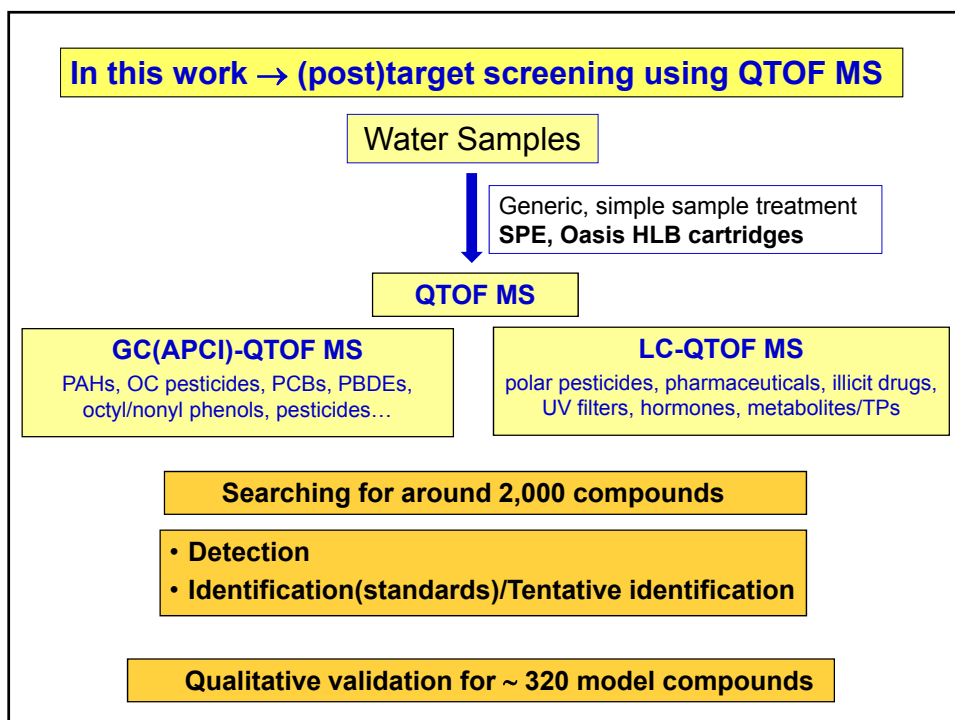 In this work → (post)target screening using QTOF MS
Water Samples
Generic, simple sample treatment
SPE, Oasis HLB cartridges
QTOF MS
GC(APCI)-QTOF MS
PAHs, OC pesticides, PCBs, PBDEs,
octyl/nonyl phenols, pesticides…
LC-QTOF MS
polar pesticides, pharmaceuticals, illicit drugs,
UV filters, hormones, metabolites/TPs
Searching for around 2,000 compounds
• Detection
• Identification(standards)/Tentative identification
Qualitative validation for ~ 320 model compounds